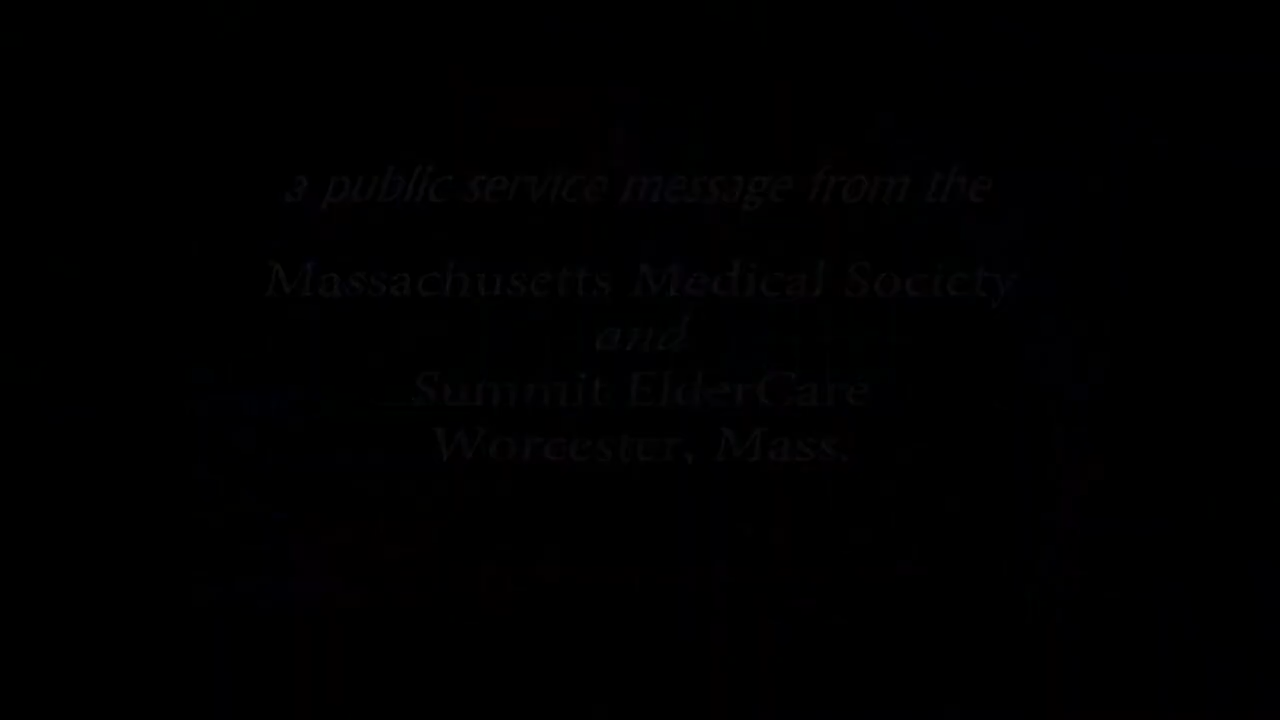 a public service message from the
Massachusetts Medical Society
and
Summit ElderCare
Worcester, Mass.